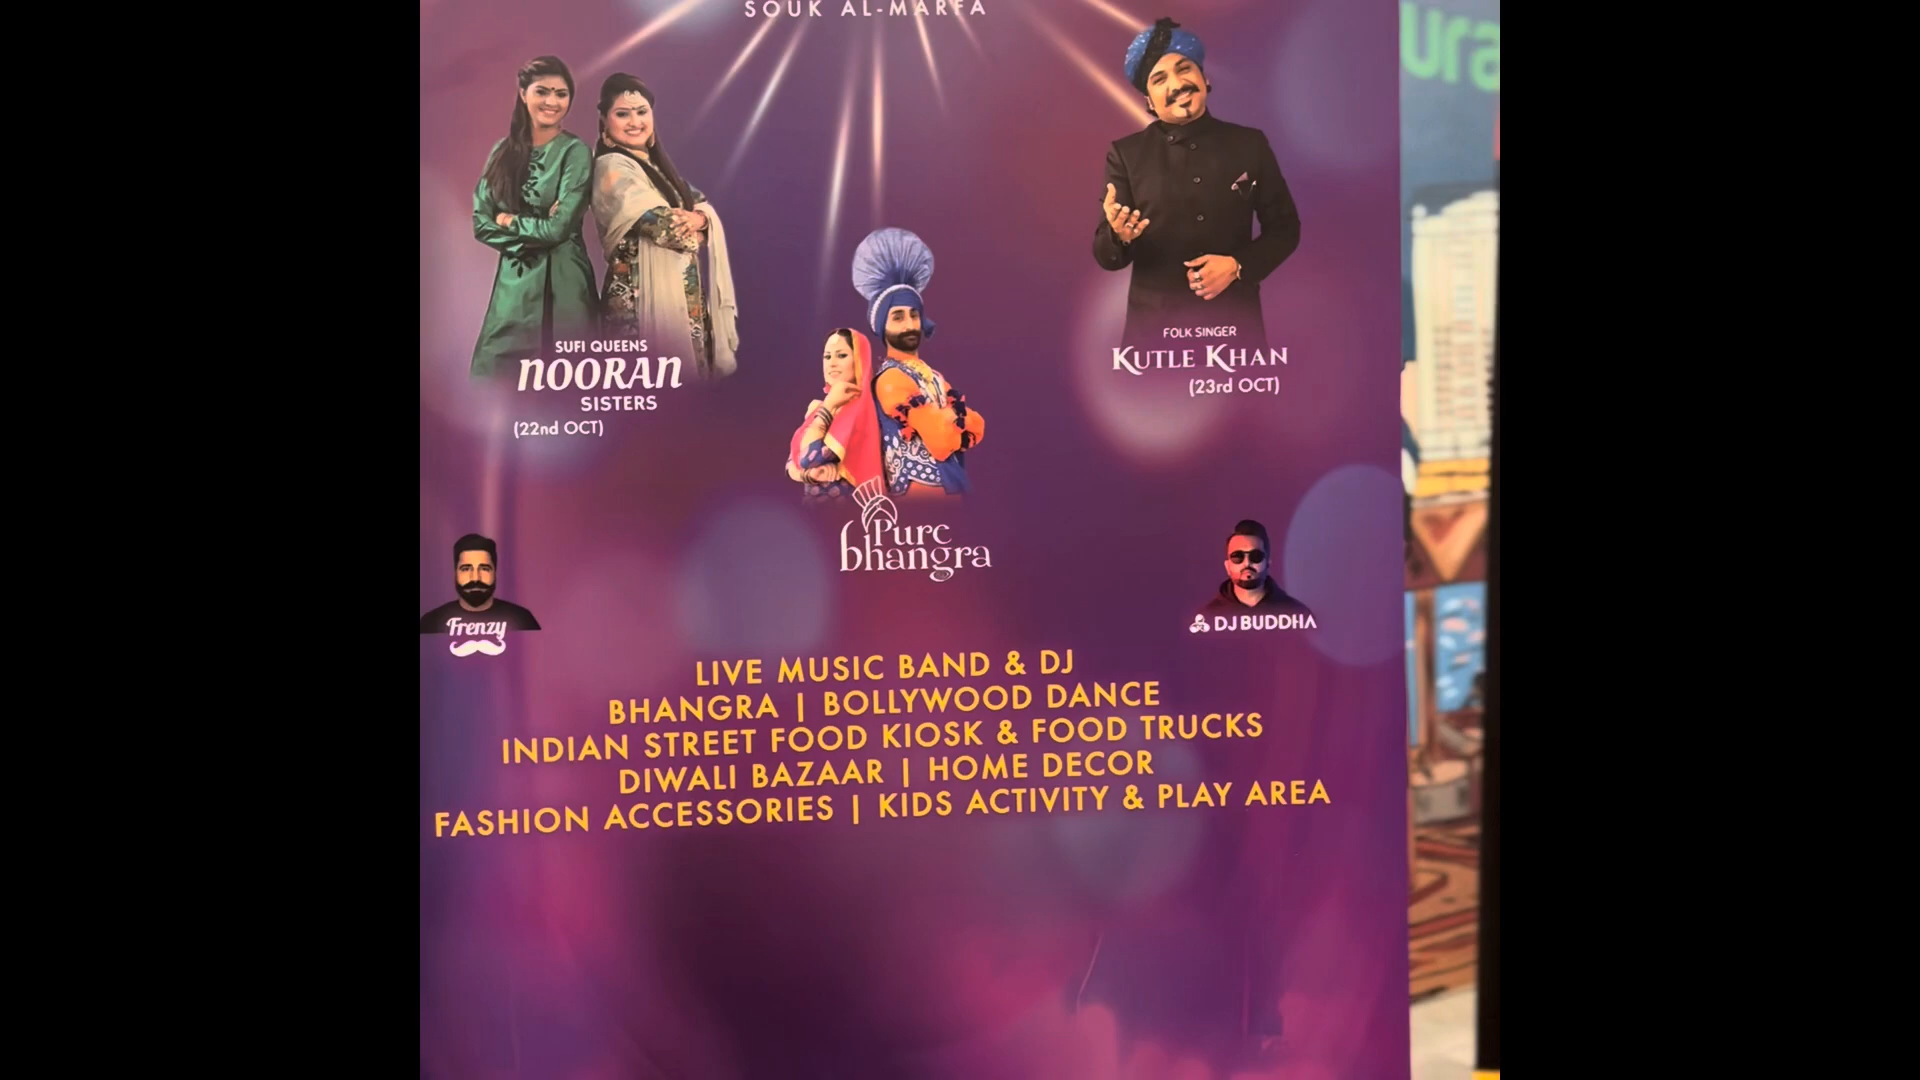 SOUK AL-MARFA
SUFI QUEENS
NOORAN
SISTERS
(22nd OCT)
FOLK SINGER
KUTLE KHAN
(23rd OCT)
Pure
bhangra
Frenzy
DJ BUDDHA
LIVE MUSIC BAND & DJ
BHANGRA | BOLLYWOOD DANCE
INDIAN STREET FOOD KIOSK & FOOD TRUCKS
DIWALI BAZAAR | HOME DECOR
FASHION ACCESSORIES | KIDS ACTIVITY & PLAY AREA